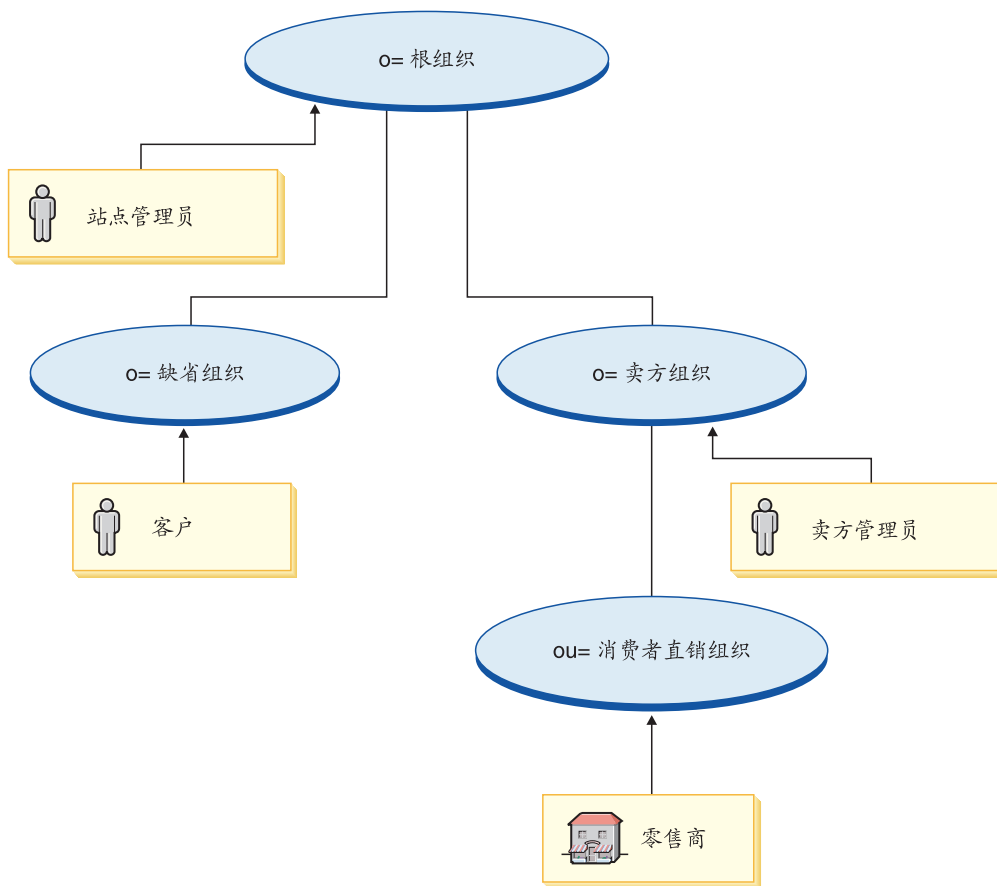 o= 根组织
站点管理员
o= 缺省组织
o= 卖方组织
客户
卖方管理员
ou= 消费者直销组织
零售商